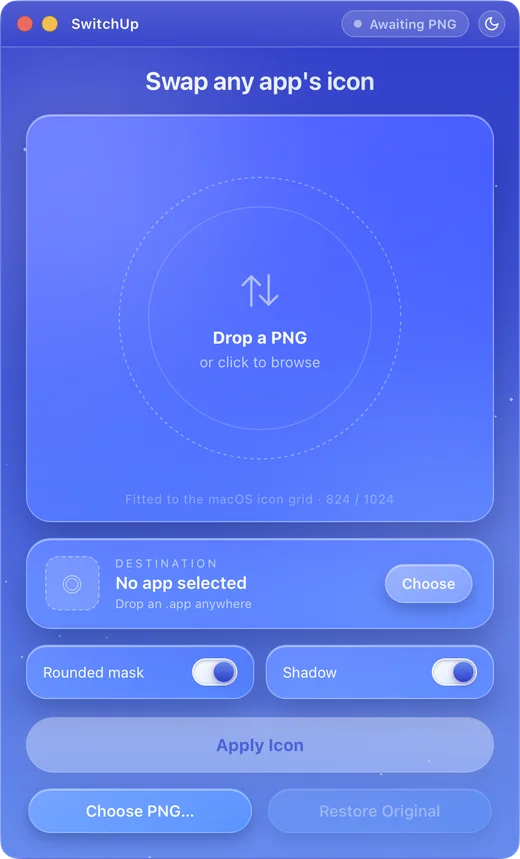 SwitchUp
Awaiting PNG
Swap any app's icon
Drop a PNG
or click to browse
Fitted to the macOS icon grid · 824 / 1024
DESTINATION
No app selected
Drop an .app anywhere
Choose
Rounded mask
Shadow
Apply Icon
Choose PNG...
Restore Original